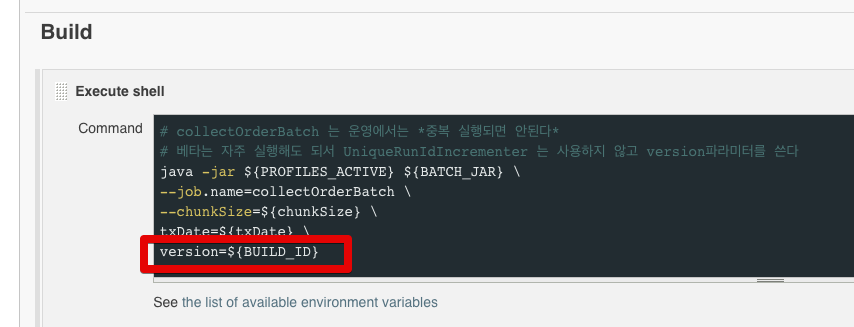 Build
Execute shell
Command
# collectOrderBatch 는 운영에서는 *중복 실행되면 안된다*
# 베타는 자주 실행해도 되서 UniqueRunIdIncrementer 는 사용하지 않고 version파라미터를 쓴다
java -jar ${PROFILES_ACTIVE} ${BATCH_JAR} \
--job.name=collectOrderBatch \
--chunkSize=${chunkSize} \
txDate=${txDate} \
version=${BUILD_ID}
See the list of available environment variables